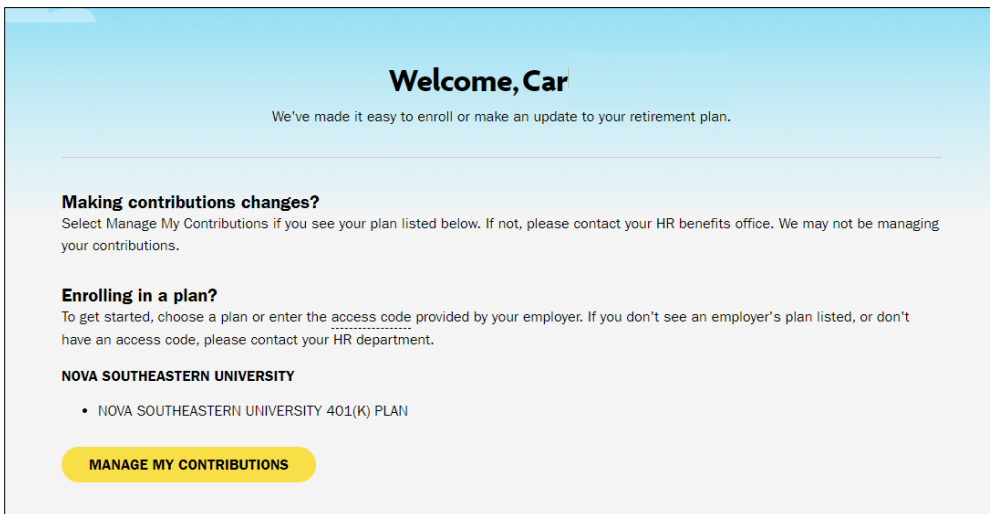 Welcome, Car
We've made it easy to enroll or make an update to your retirement plan.
Making contributions changes?
Select Manage My Contributions if you see your plan listed below. If not, please contact your HR benefits office. We may not be managing
your contributions.
Enrolling in a plan?
To get started, choose a plan or enter the access code provided by your employer. If you don't see an employer's plan listed, or don't
have an access code, please contact your HR department.
NOVA SOUTHEASTERN UNIVERSITY
• NOVA SOUTHEASTERN UNIVERSITY 401(K) PLAN
MANAGE MY CONTRIBUTIONS